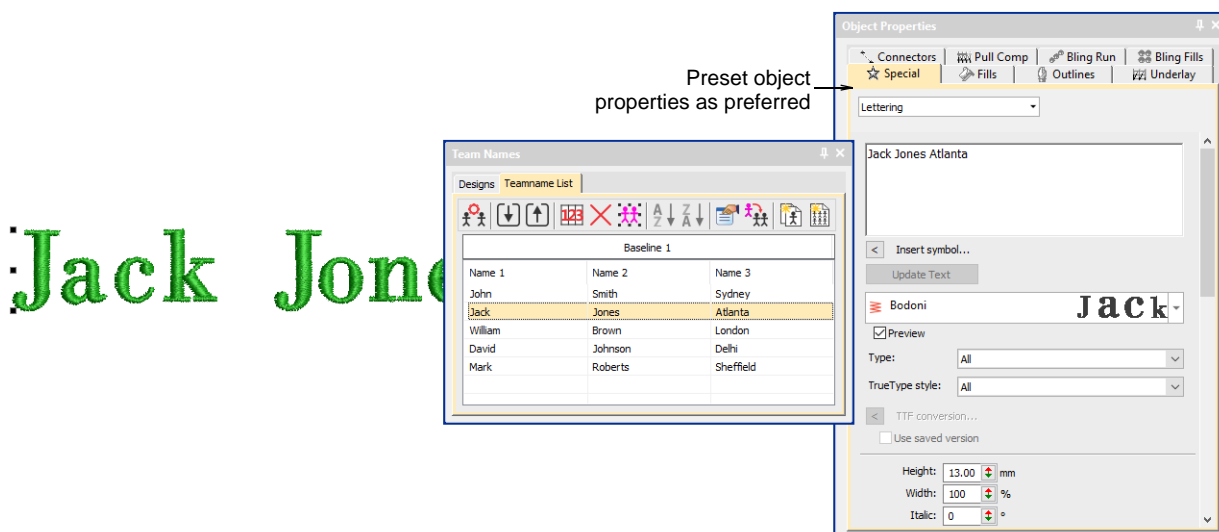 Preset object
properties as preferred
Jack Jone
Team Names
Designs Teamname List
123 A Z Z A
Baseline 1
Name 1 Name 2 Name 3
John Smith Sydney
Jack Jones Atlanta
William Brown London
David Johnson Delhi
Mark Roberts Sheffield
Object Properties
Connectors Pull Comp Bling Run Bling Fills
Special Fills Outlines Underlay
Lettering
Jack Jones Atlanta
< Insert symbol...
Update Text
Bodoni Jack
Preview
Type: All
TrueType style: All
< TTF conversion...
Use saved version
Height: 13.00 mm
Width: 100 %
Italic: 0 °